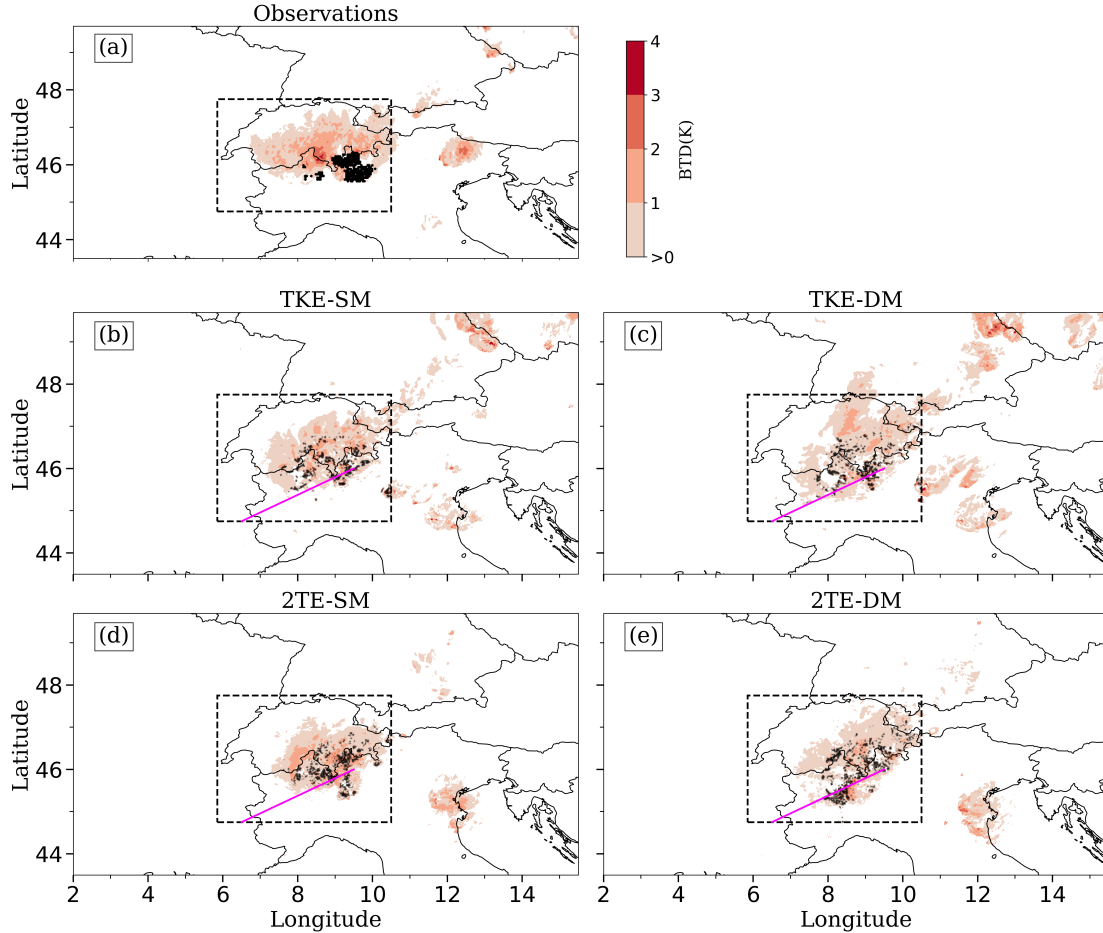 Observations
(a)
48
46
44
Latitude
4
3
2
1
>0
BTD(K)
TKE-SM
(b)
48
46
44
Latitude
TKE-DM
(c)
2TE-SM
(d)
48
46
44
Latitude
2 4 6 8 10 12 14
Longitude
2TE-DM
(e)
2 4 6 8 10 12 14
Longitude